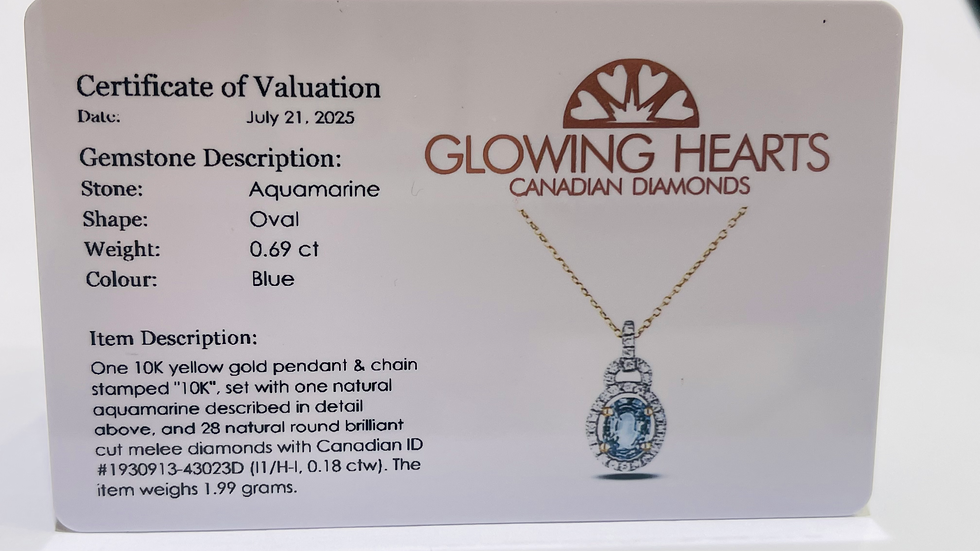 Certificate of Valuation
Date: July 21, 2025
Gemstone Description:
Stone: Aquamarine
Shape: Oval
Weight: 0.69 ct
Colour: Blue
Item Description:
One 10K yellow gold pendant & chain
stamped "10K", set with one natural
aquamarine described in detail
above, and 28 natural round brilliant
cut melee diamonds with Canadian ID
#1930913-43023D (I1/H-I, 0.18 ctw). The
item weighs 1.99 grams.
GLOWING HEARTS
CANADIAN DIAMONDS